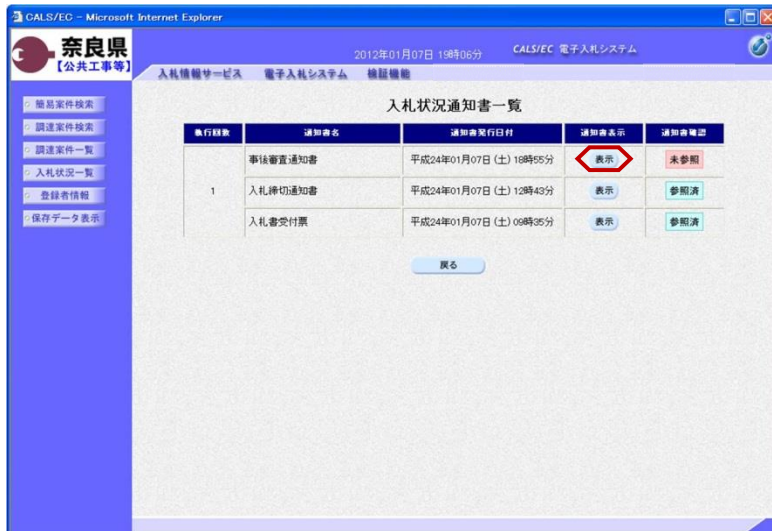 CALS/EC - Microsoft Internet Explorer
奈良県
【公共工事等】
2012年01月07日 19時06分
CALS/EC 電子入札システム
入札情報サービス 電子入札システム 検証機能
簡易案件検索
調達案件検索
調達案件一覧
入札状況一覧
登録者情報
保存データ表示
入札状況通知書一覧
執行回数 通知書名 通知書発行日付 通知書表示 通知書確認
事後審査通知書 平成24年01月07日 (土) 18時55分 表示 未参照
1 入札締切通知書 平成24年01月07日 (土) 12時43分 表示 参照済
入札書受付票 平成24年01月07日 (土) 09時35分 表示 参照済
戻る